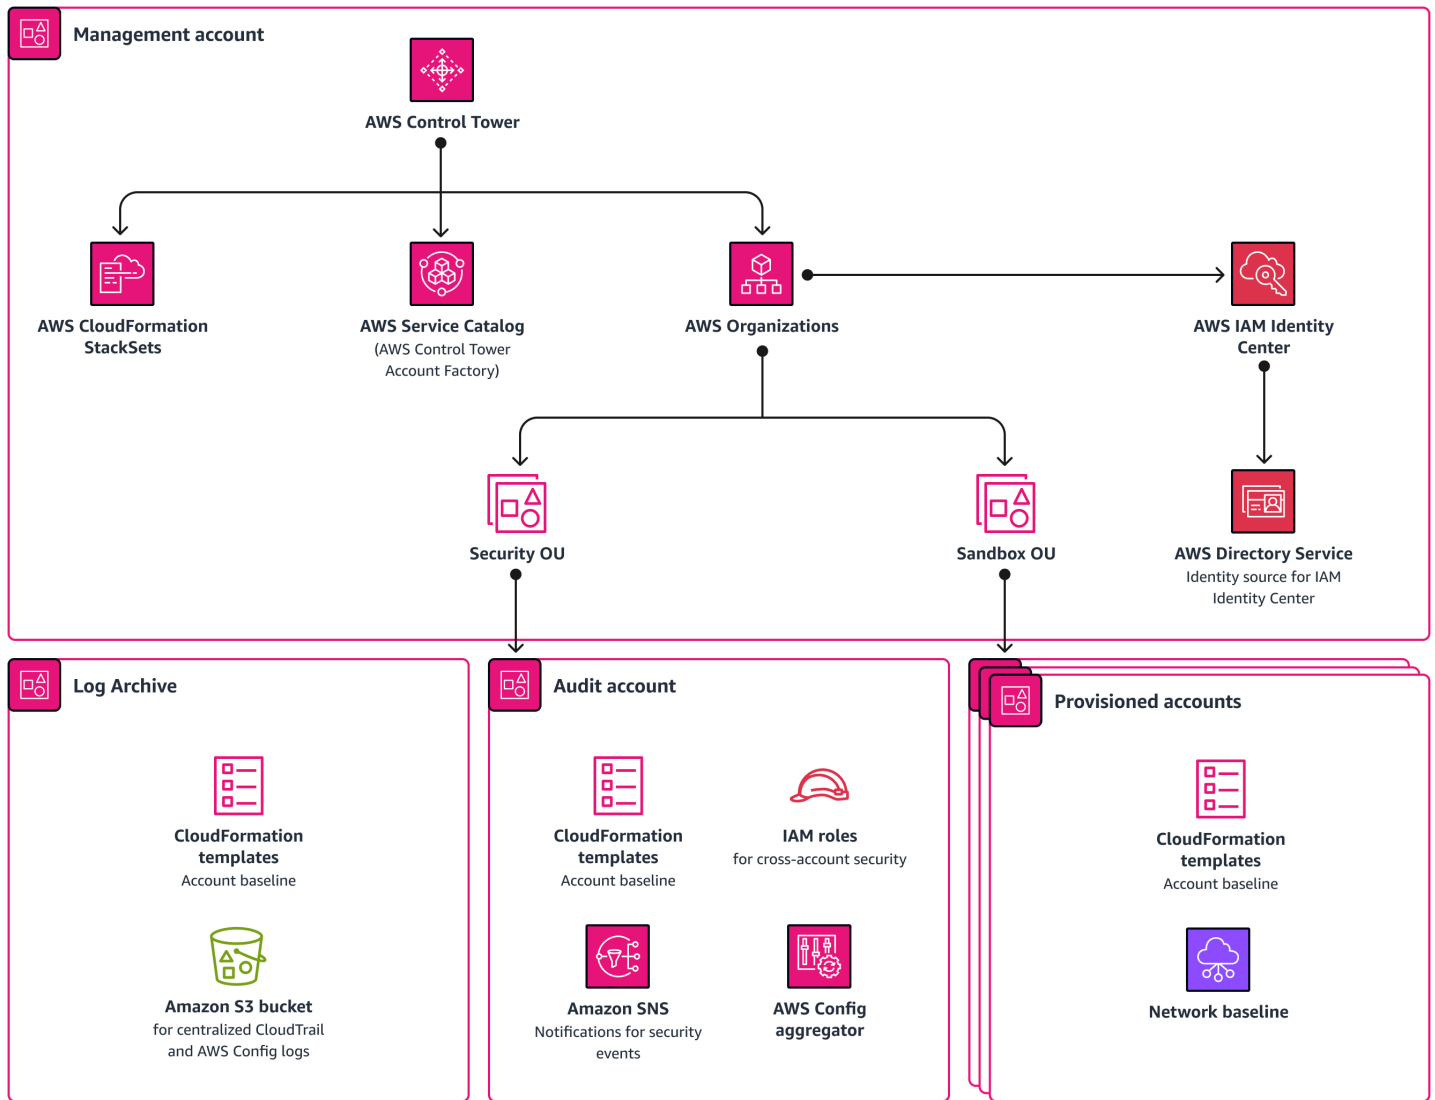 Management account
AWS Control Tower
AWS CloudFormation
StackSets
AWS Service Catalog
(AWS Control Tower
Account Factory)
AWS Organizations
AWS IAM Identity
Center
Security OU
Sandbox OU
AWS Directory Service
Identity source for IAM
Identity Center
Log Archive
CloudFormation
templates
Account baseline
Amazon S3 bucket
for centralized CloudTrail
and AWS Config logs
Audit account
CloudFormation
templates
Account baseline
IAM roles
for cross-account security
Amazon SNS
Notifications for security
events
AWS Config
aggregator
Provisioned accounts
CloudFormation
templates
Account baseline
Network baseline